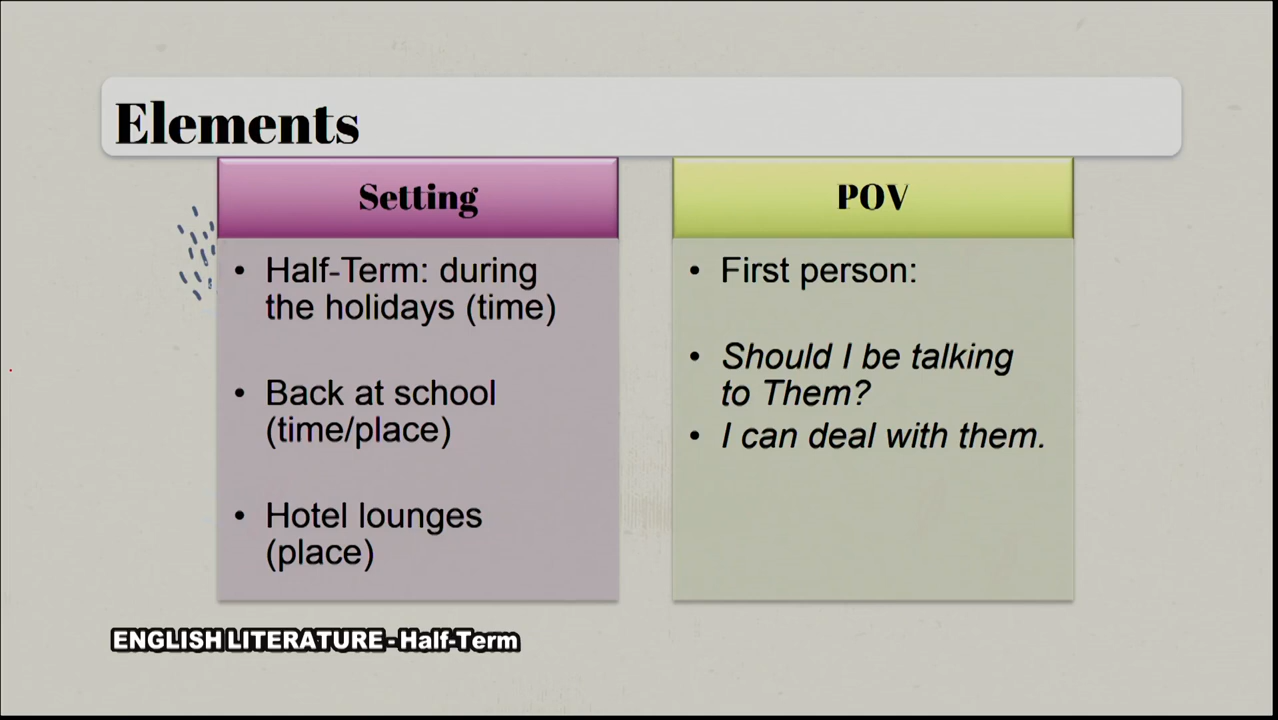 Elements
Setting
• Half-Term: during
the holidays (time)
• Back at school
(time/place)
• Hotel lounges
(place)
POV
• First person:
• Should I be talking
to Them?
• I can deal with them.
ENGLISH LITERATURE - Half-Term